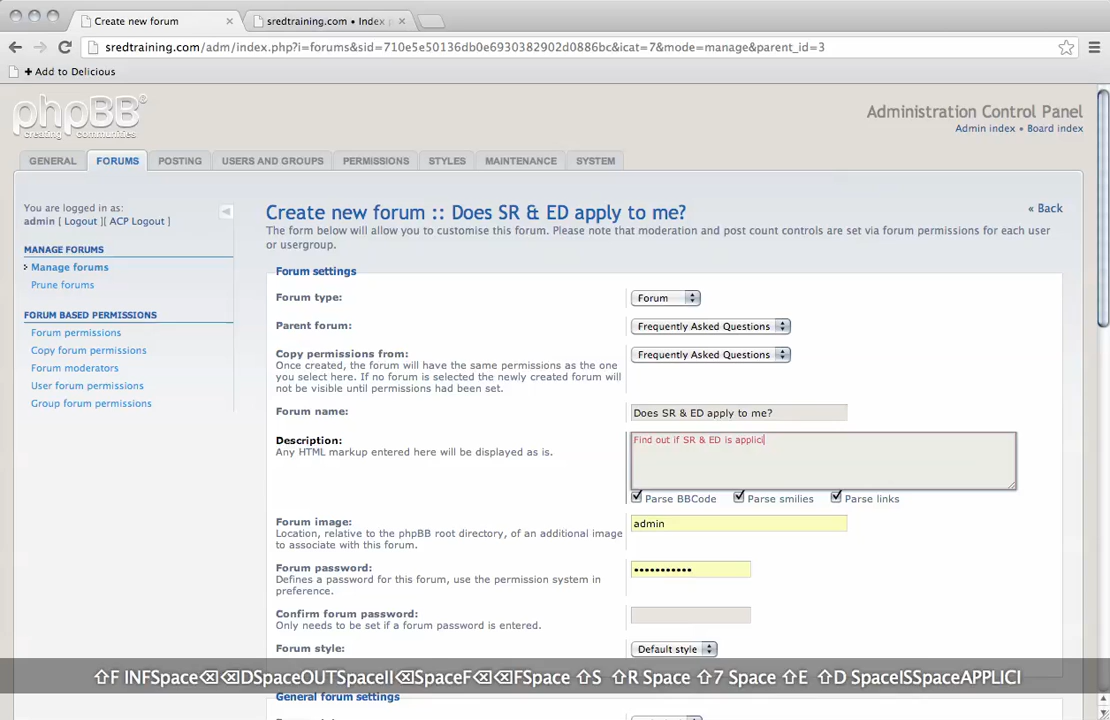 Create new forum
sredtraining.com • Index p
sredtraining.com/adm/index.php?i=forums&sid=710e5e50136db0e6930382902d0886bc&icat=7&mode=manage&parent_id=3
+ Add to Delicious
phpBB
creating communities
Administration Control Panel
Admin index • Board index
GENERAL FORUMS POSTING USERS AND GROUPS PERMISSIONS STYLES MAINTENANCE SYSTEM
You are logged in as:
admin [ Logout ][ ACP Logout ]
MANAGE FORUMS
Manage forums
Prune forums
FORUM BASED PERMISSIONS
Forum permissions
Copy forum permissions
Forum moderators
User forum permissions
Group forum permissions
Create new forum :: Does SR & ED apply to me?
« Back
The form below will allow you to customise this forum. Please note that moderation and post count controls are set via forum permissions for each user
or usergroup.
Forum settings
Forum type:
Forum
Parent forum:
Frequently Asked Questions
Copy permissions from:
Frequently Asked Questions
Once created, the forum will have the same permissions as the one
you select here. If no forum is selected the newly created forum will
not be visible until permissions had been set.
Forum name:
Does SR & ED apply to me?
Description:
Any HTML markup entered here will be displayed as is.
Find out if SR & ED is applici
Parse BBCode Parse smilies Parse links
Forum image:
Location, relative to the phpBB root directory, of an additional image
to associate with this forum.
admin
Forum password:
Defines a password for this forum, use the permission system in
preference.
•••••••••••
Confirm forum password:
Only needs to be set if a forum password is entered.
Forum style:
Default style
⇧F INFSpace⌫⌫DSpaceOUTSpaceII⌫SpaceF⌫⌫FSpace ⇧S ⇧R Space ⇧7 Space ⇧E ⇧D SpaceISSpaceAPPLICI
General forum settings